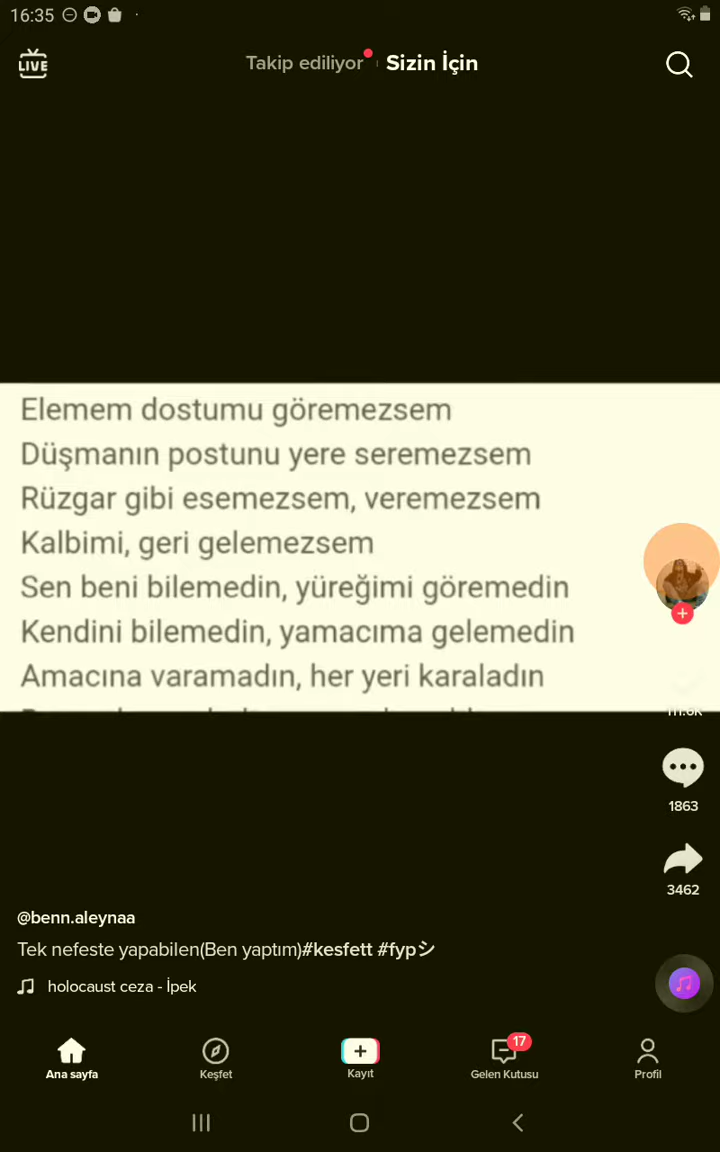 16:35
LIVE
Takip ediliyor
Sizin İçin
Elemem dostumu göremezsem
Düşmanın postunu yere seremezsem
Rüzgar gibi esemezsem, veremezsem
Kalbimi, geri gelemezsem
Sen beni bilemedin, yüreğimi göremedin
Kendini bilemedin, yamacıma gelemedin
Amacına varamadın, her yeri karaladın
1863
3462
@benn.aleynaa
Tek nefeste yapabilen(Ben yaptım)#kesfett #fypシ
holocaust ceza - İpek
17
Ana sayfa
Keşfet
Kayıt
Gelen Kutusu
Profil